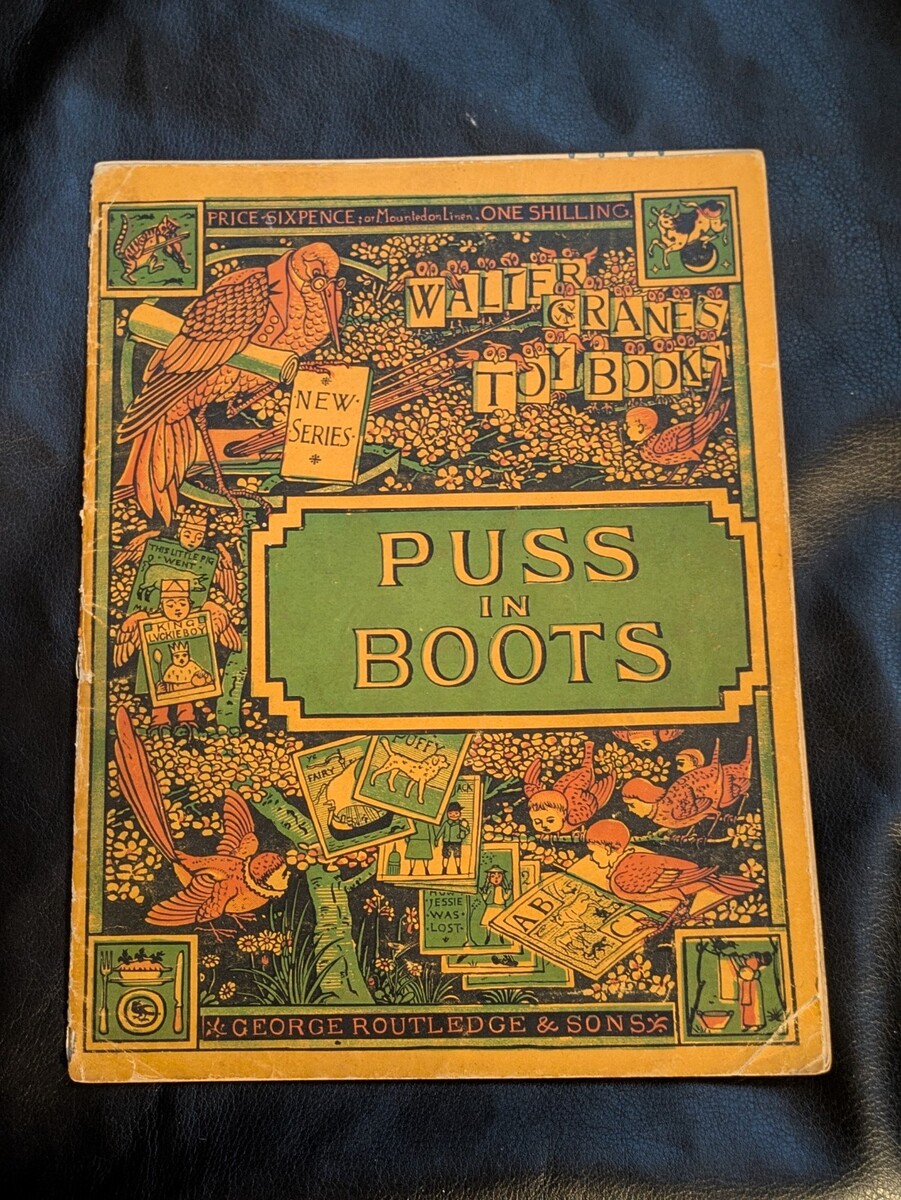 PRICE·SIXPENCE; or Mounted on Linen. ONE SHILLING.
WALTER
CRANE'S
TOY BOOKS
NEW·
SERIES·
PUSS
IN
BOOTS
THIS LITTLE PIG
·WENT·
KING
LUCKIEBOY
FAIRY
PUFFY
JACK
JESSIE
·WAS·
LOST·
ABC
GEORGE ROUTLEDGE & SONS